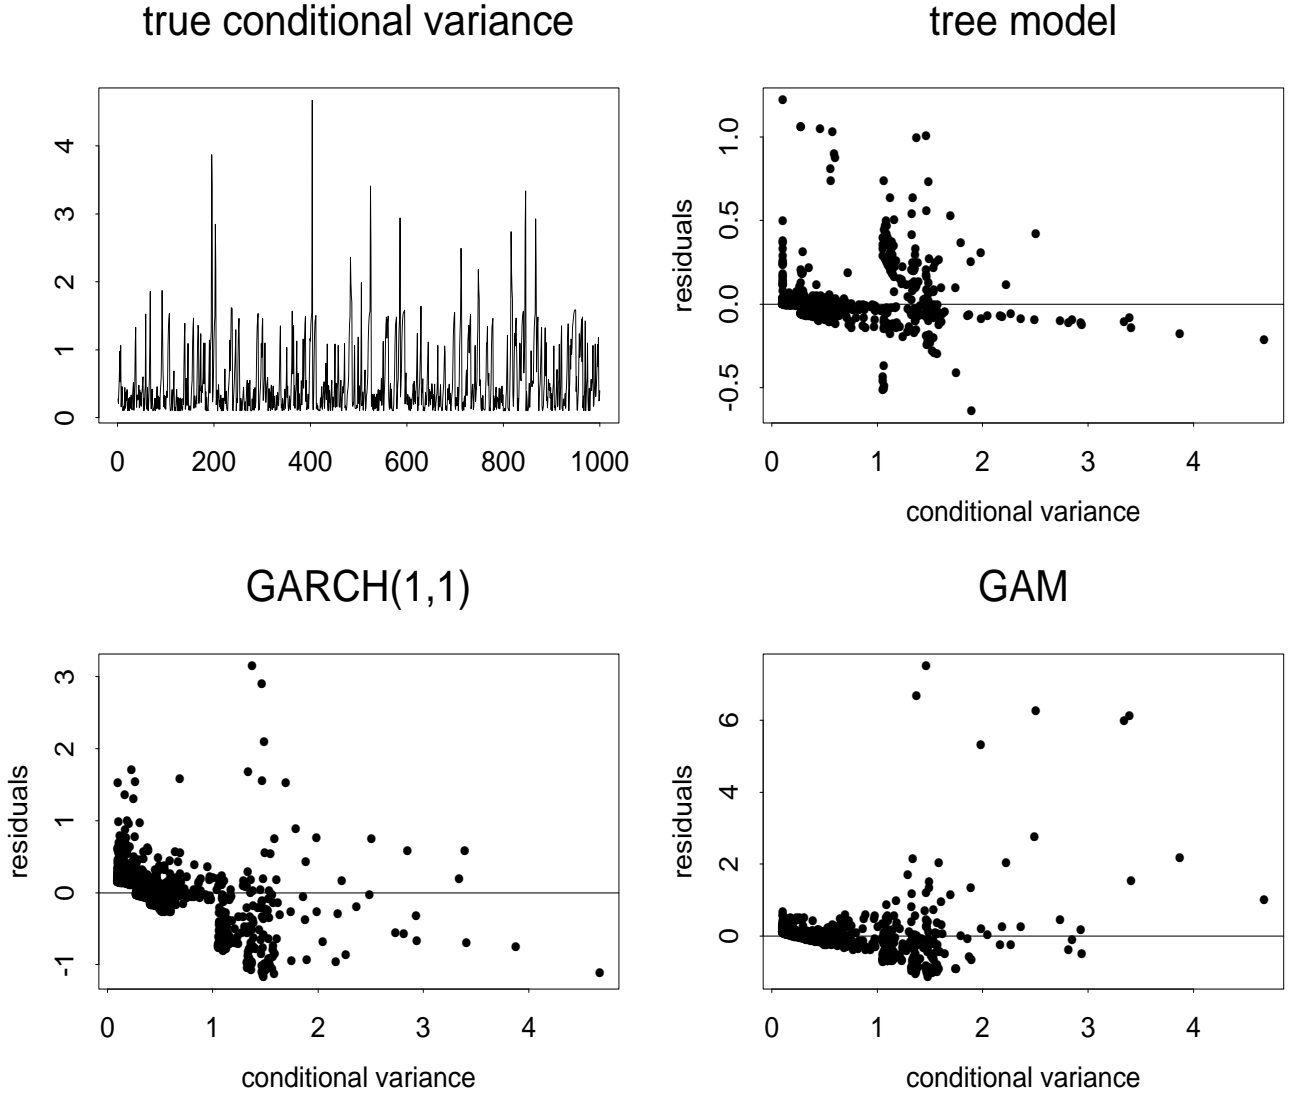 true conditional variance
4
3
2
1
0
0 200 400 600 800 1000
tree model
residuals
1.0
0.5
0.0
-0.5
0 1 2 3 4
conditional variance
GARCH(1,1)
residuals
3
2
1
0
-1
0 1 2 3 4
conditional variance
GAM
residuals
6
4
2
0
0 1 2 3 4
conditional variance